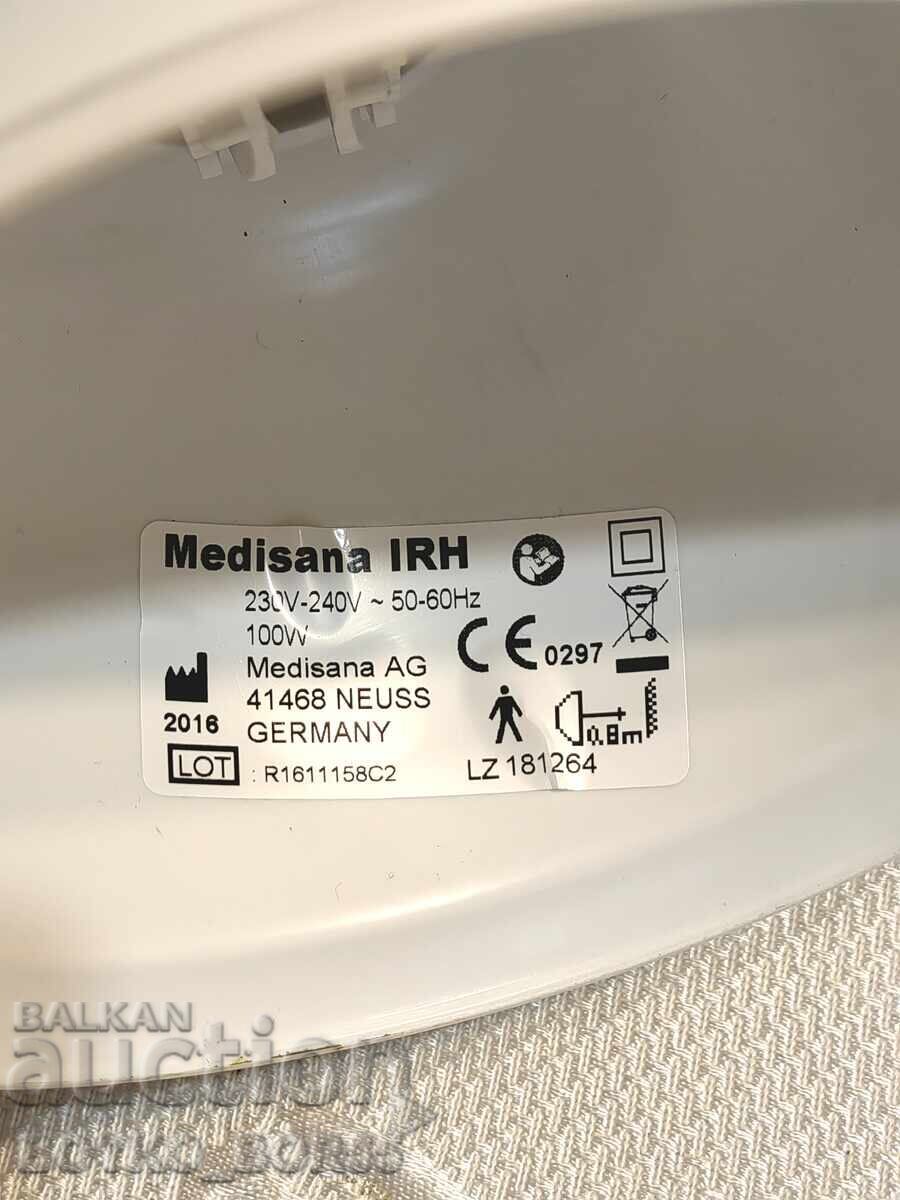 Medisana IRH
230V-240V ~ 50-60Hz
100W
CE 0297
Medisana AG
41468 NEUSS
GERMANY
2016
0.8m
LOT : R1611158C2
LZ 181264
BALKAN
auction
BOTKO_BORIS